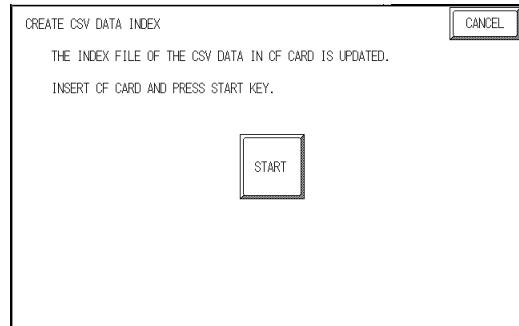 CREATE CSV DATA INDEX
CANCEL
THE INDEX FILE OF THE CSV DATA IN CF CARD IS UPDATED.
INSERT CF CARD AND PRESS START KEY.
START